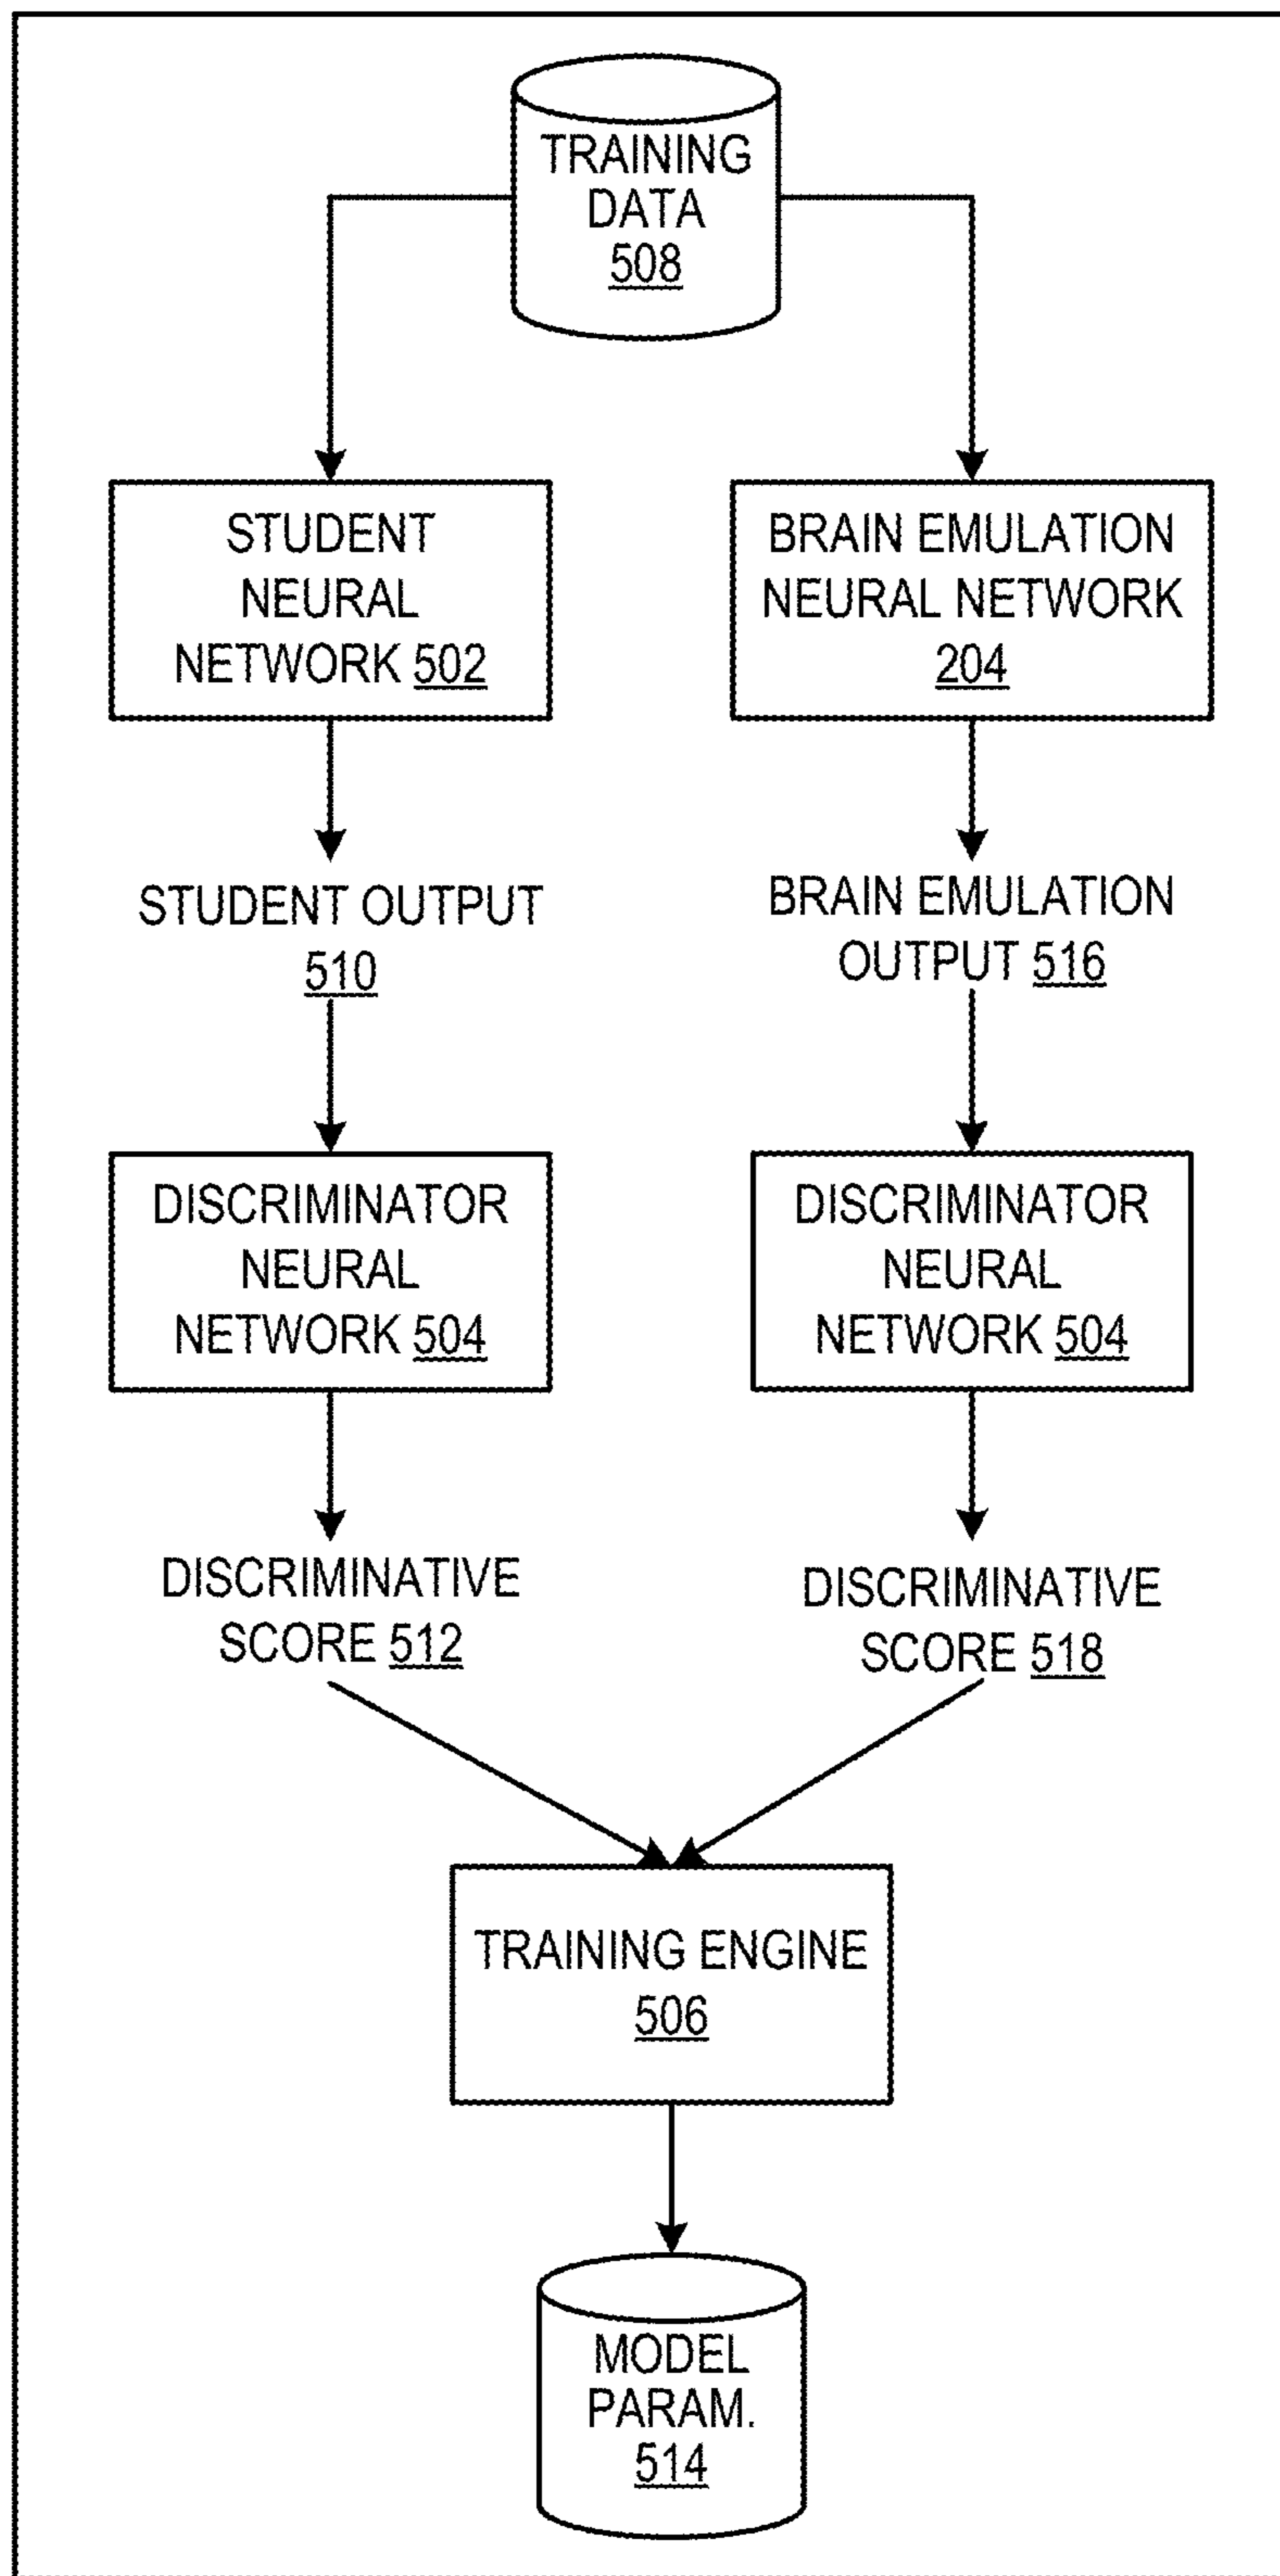 TRAINING
DATA
508
STUDENT
NEURAL
NETWORK 502
BRAIN EMULATION
NEURAL NETWORK
204
STUDENT OUTPUT
510
BRAIN EMULATION
OUTPUT 516
DISCRIMINATOR
NEURAL
NETWORK 504
DISCRIMINATOR
NEURAL
NETWORK 504
DISCRIMINATIVE
SCORE 512
DISCRIMINATIVE
SCORE 518
TRAINING ENGINE
506
MODEL
PARAM.
514